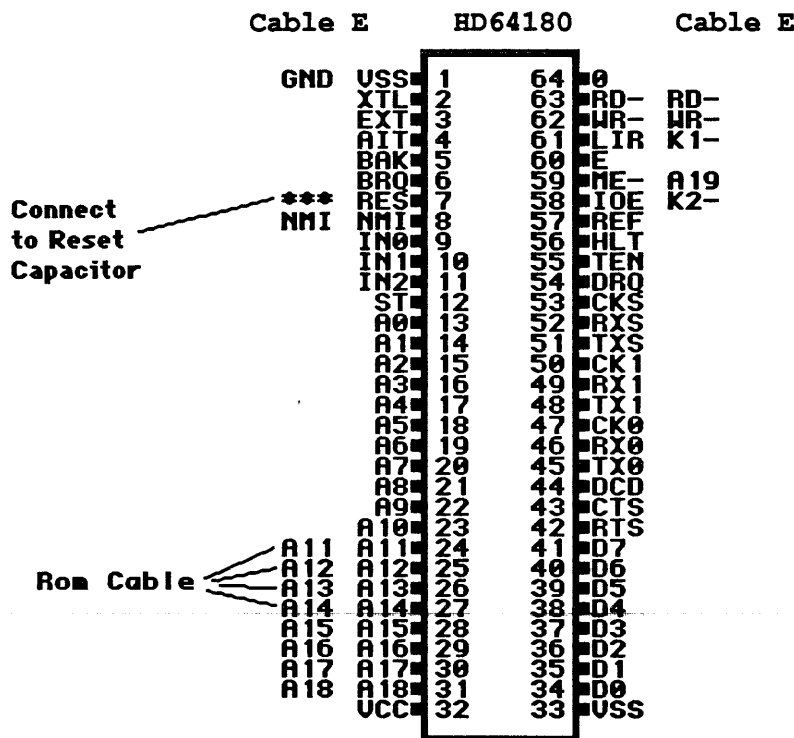 Cable E HD64180 Cable E
GND VSS 1 64 0
XTL 2 63 RD- RD-
EXT 3 62 WR- WR-
AIT 4 61 LIR K1-
BAK 5 60 E
BRQ 6 59 ME- A19
*** RES 7 58 IOE K2-
Connect
to Reset
Capacitor
NMI NMI 8 57 REF
IN0 9 56 HLT
IN1 10 55 TEN
IN2 11 54 DRQ
ST 12 53 CKS
A0 13 52 RXS
A1 14 51 TXS
A2 15 50 CK1
A3 16 49 RX1
A4 17 48 TX1
A5 18 47 CK0
A6 19 46 RX0
A7 20 45 TX0
A8 21 44 DCD
A9 22 43 CTS
A10 23 42 RTS
A11 A11 24 41 D7
A12 A12 25 40 D6
Rom Cable A13 A13 26 39 D5
A14 A14 27 38 D4
A15 A15 28 37 D3
A16 A16 29 36 D2
A17 A17 30 35 D1
A18 A18 31 34 D0
VCC 32 33 VSS